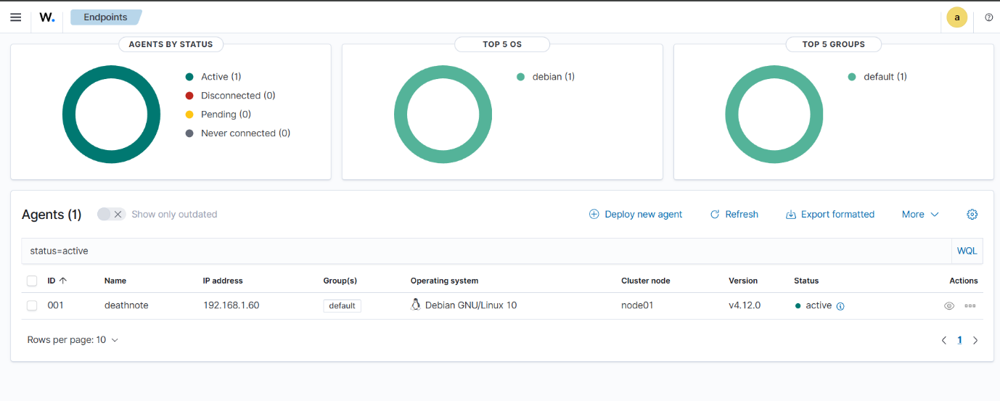 W. Endpoints a
AGENTS BY STATUS TOP 5 OS TOP 5 GROUPS
Active (1) debian (1) default (1)
Disconnected (0)
Pending (0)
Never connected (0)
Agents (1) Show only outdated Deploy new agent Refresh Export formatted More
status=active WQL
ID Name IP address Group(s) Operating system Cluster node Version Status Actions
001 deathnote 192.168.1.60 default Debian GNU/Linux 10 node01 v4.12.0 active
Rows per page: 10 1